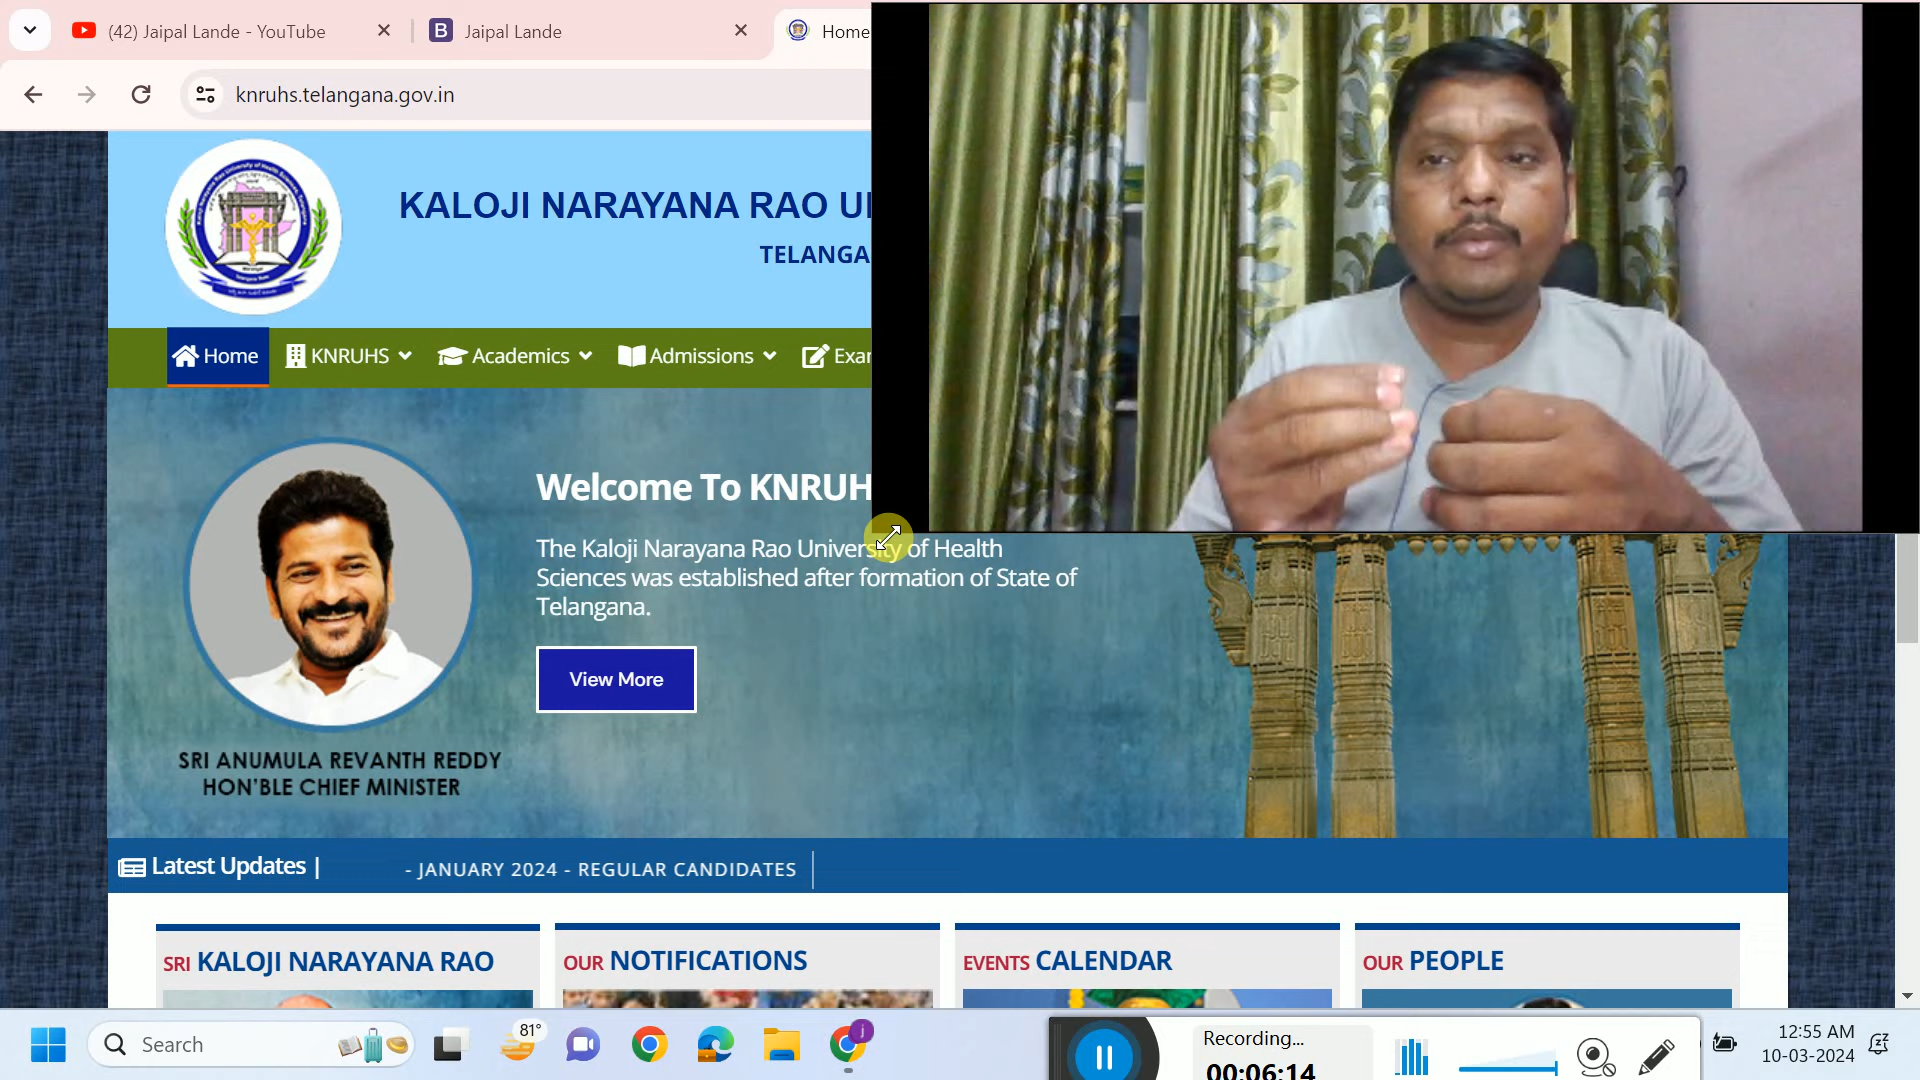 (42) Jaipal Lande - YouTube
B Jaipal Lande
Home
knruhs.telangana.gov.in
KALOJI NARAYANA RAO U
TELANGA
Home KNRUHS Academics Admissions Exa
Welcome To KNRUH
The Kaloji Narayana Rao University of Health
Sciences was established after formation of State of
Telangana.
View More
SRI ANUMULA REVANTH REDDY
HON'BLE CHIEF MINISTER
Latest Updates |
- JANUARY 2024 - REGULAR CANDIDATES
SRI KALOJI NARAYANA RAO
OUR NOTIFICATIONS
EVENTS CALENDAR
OUR PEOPLE
Search
81°
j
Recording...
00:06:14
12:55 AM
10-03-2024